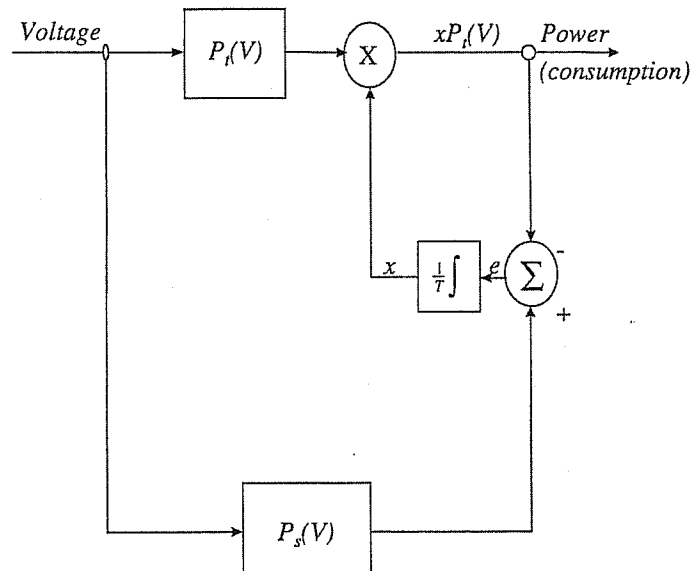 Voltage
P_t(V)
X
xP_t(V)
Power
(consumption)
x
1/T ∫
e
Σ
-
+
P_s(V)